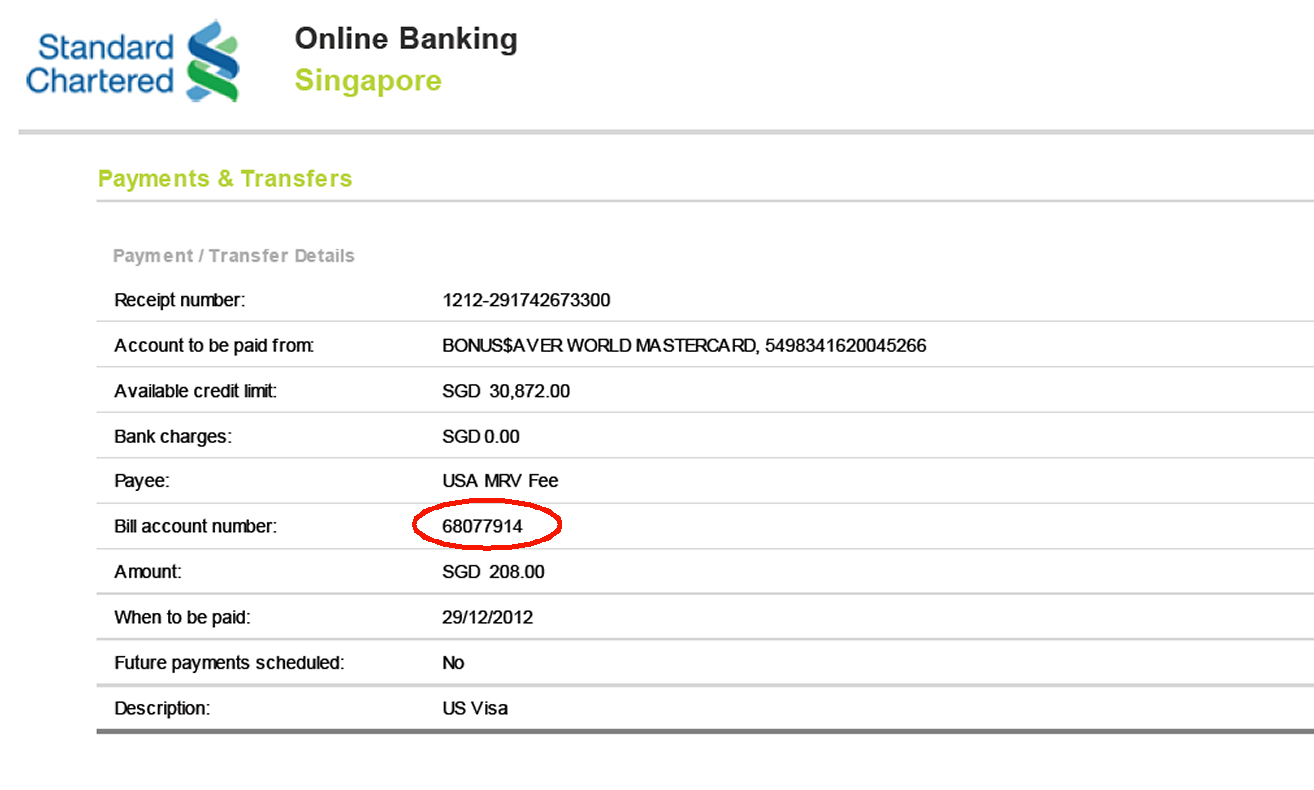 Standard
Chartered
Online Banking
Singapore
Payments & Transfers
Payment / Transfer Details
Receipt number: 1212-291742673300
Account to be paid from: BONUS$AVER WORLD MASTERCARD, 5498341620045266
Available credit limit: SGD 30,872.00
Bank charges: SGD 0.00
Payee: USA MRV Fee
Bill account number: 68077914
Amount: SGD 208.00
When to be paid: 29/12/2012
Future payments scheduled: No
Description: US Visa